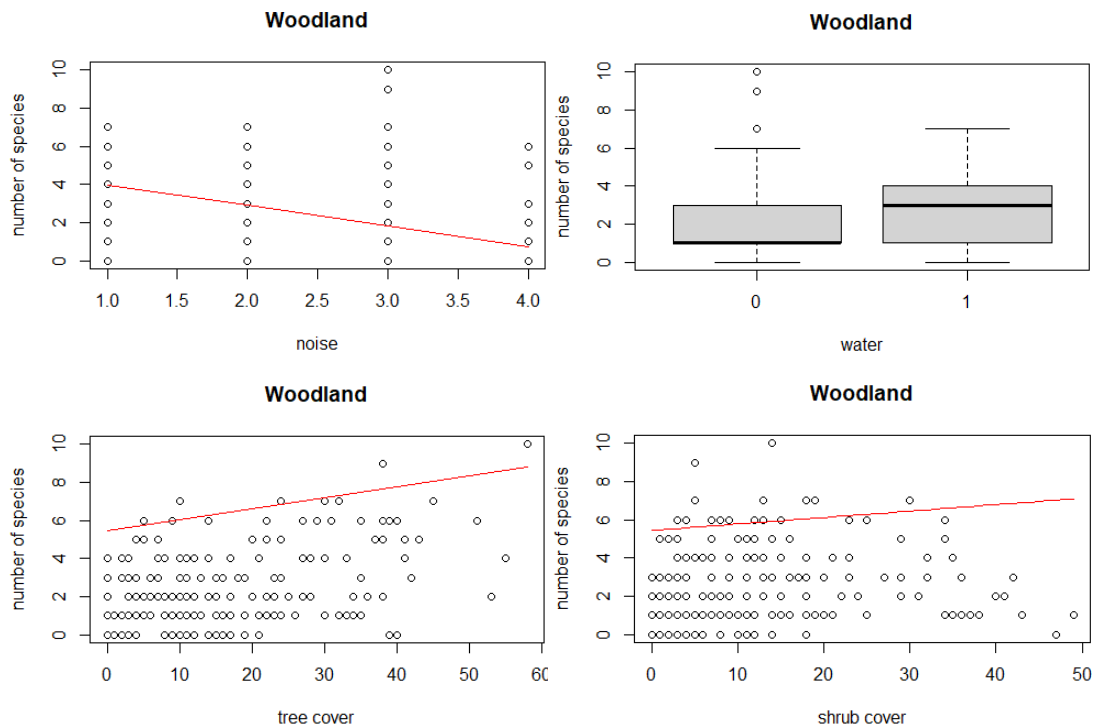 Woodland
number of species
0 2 4 6 8 10
1.0 1.5 2.0 2.5 3.0 3.5 4.0
noise
Woodland
number of species
0 2 4 6 8 10
0 1
water
Woodland
number of species
0 2 4 6 8 10
0 10 20 30 40 50 60
tree cover
Woodland
number of species
0 2 4 6 8 10
0 10 20 30 40 50
shrub cover